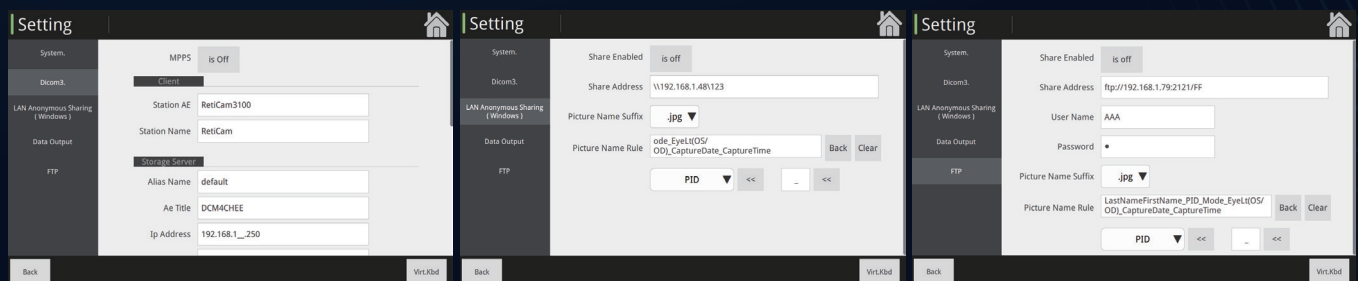 Setting
System.
Dicom3.
LAN Anonymous Sharing
( Windows )
Data Output
FTP
MPPS is Off
Client
Station AE RetiCam3100
Station Name RetiCam
Storage Server
Alias Name default
Ae Title DCM4CHEE
Ip Address 192.168.1__.250
Back Virt.Kbd
Setting
System.
Dicom3.
LAN Anonymous Sharing
( Windows )
Data Output
FTP
Share Enabled is off
Share Address \\192.168.1.48\123
Picture Name Suffix .jpg ▼
Picture Name Rule ode_EyeLt(OS/
OD)_CaptureDate_CaptureTime Back Clear
PID ▼ << _ <<
Back Virt.Kbd
Setting
System.
Dicom3.
LAN Anonymous Sharing
( Windows )
Data Output
FTP
Share Enabled is off
Share Address ftp://192.168.1.79:2121/FF
User Name AAA
Password •
Picture Name Suffix .jpg ▼
Picture Name Rule LastNameFirstName_PID_Mode_EyeLt(OS/
OD)_CaptureDate_CaptureTime Back Clear
PID ▼ << _ <<
Back Virt.Kbd